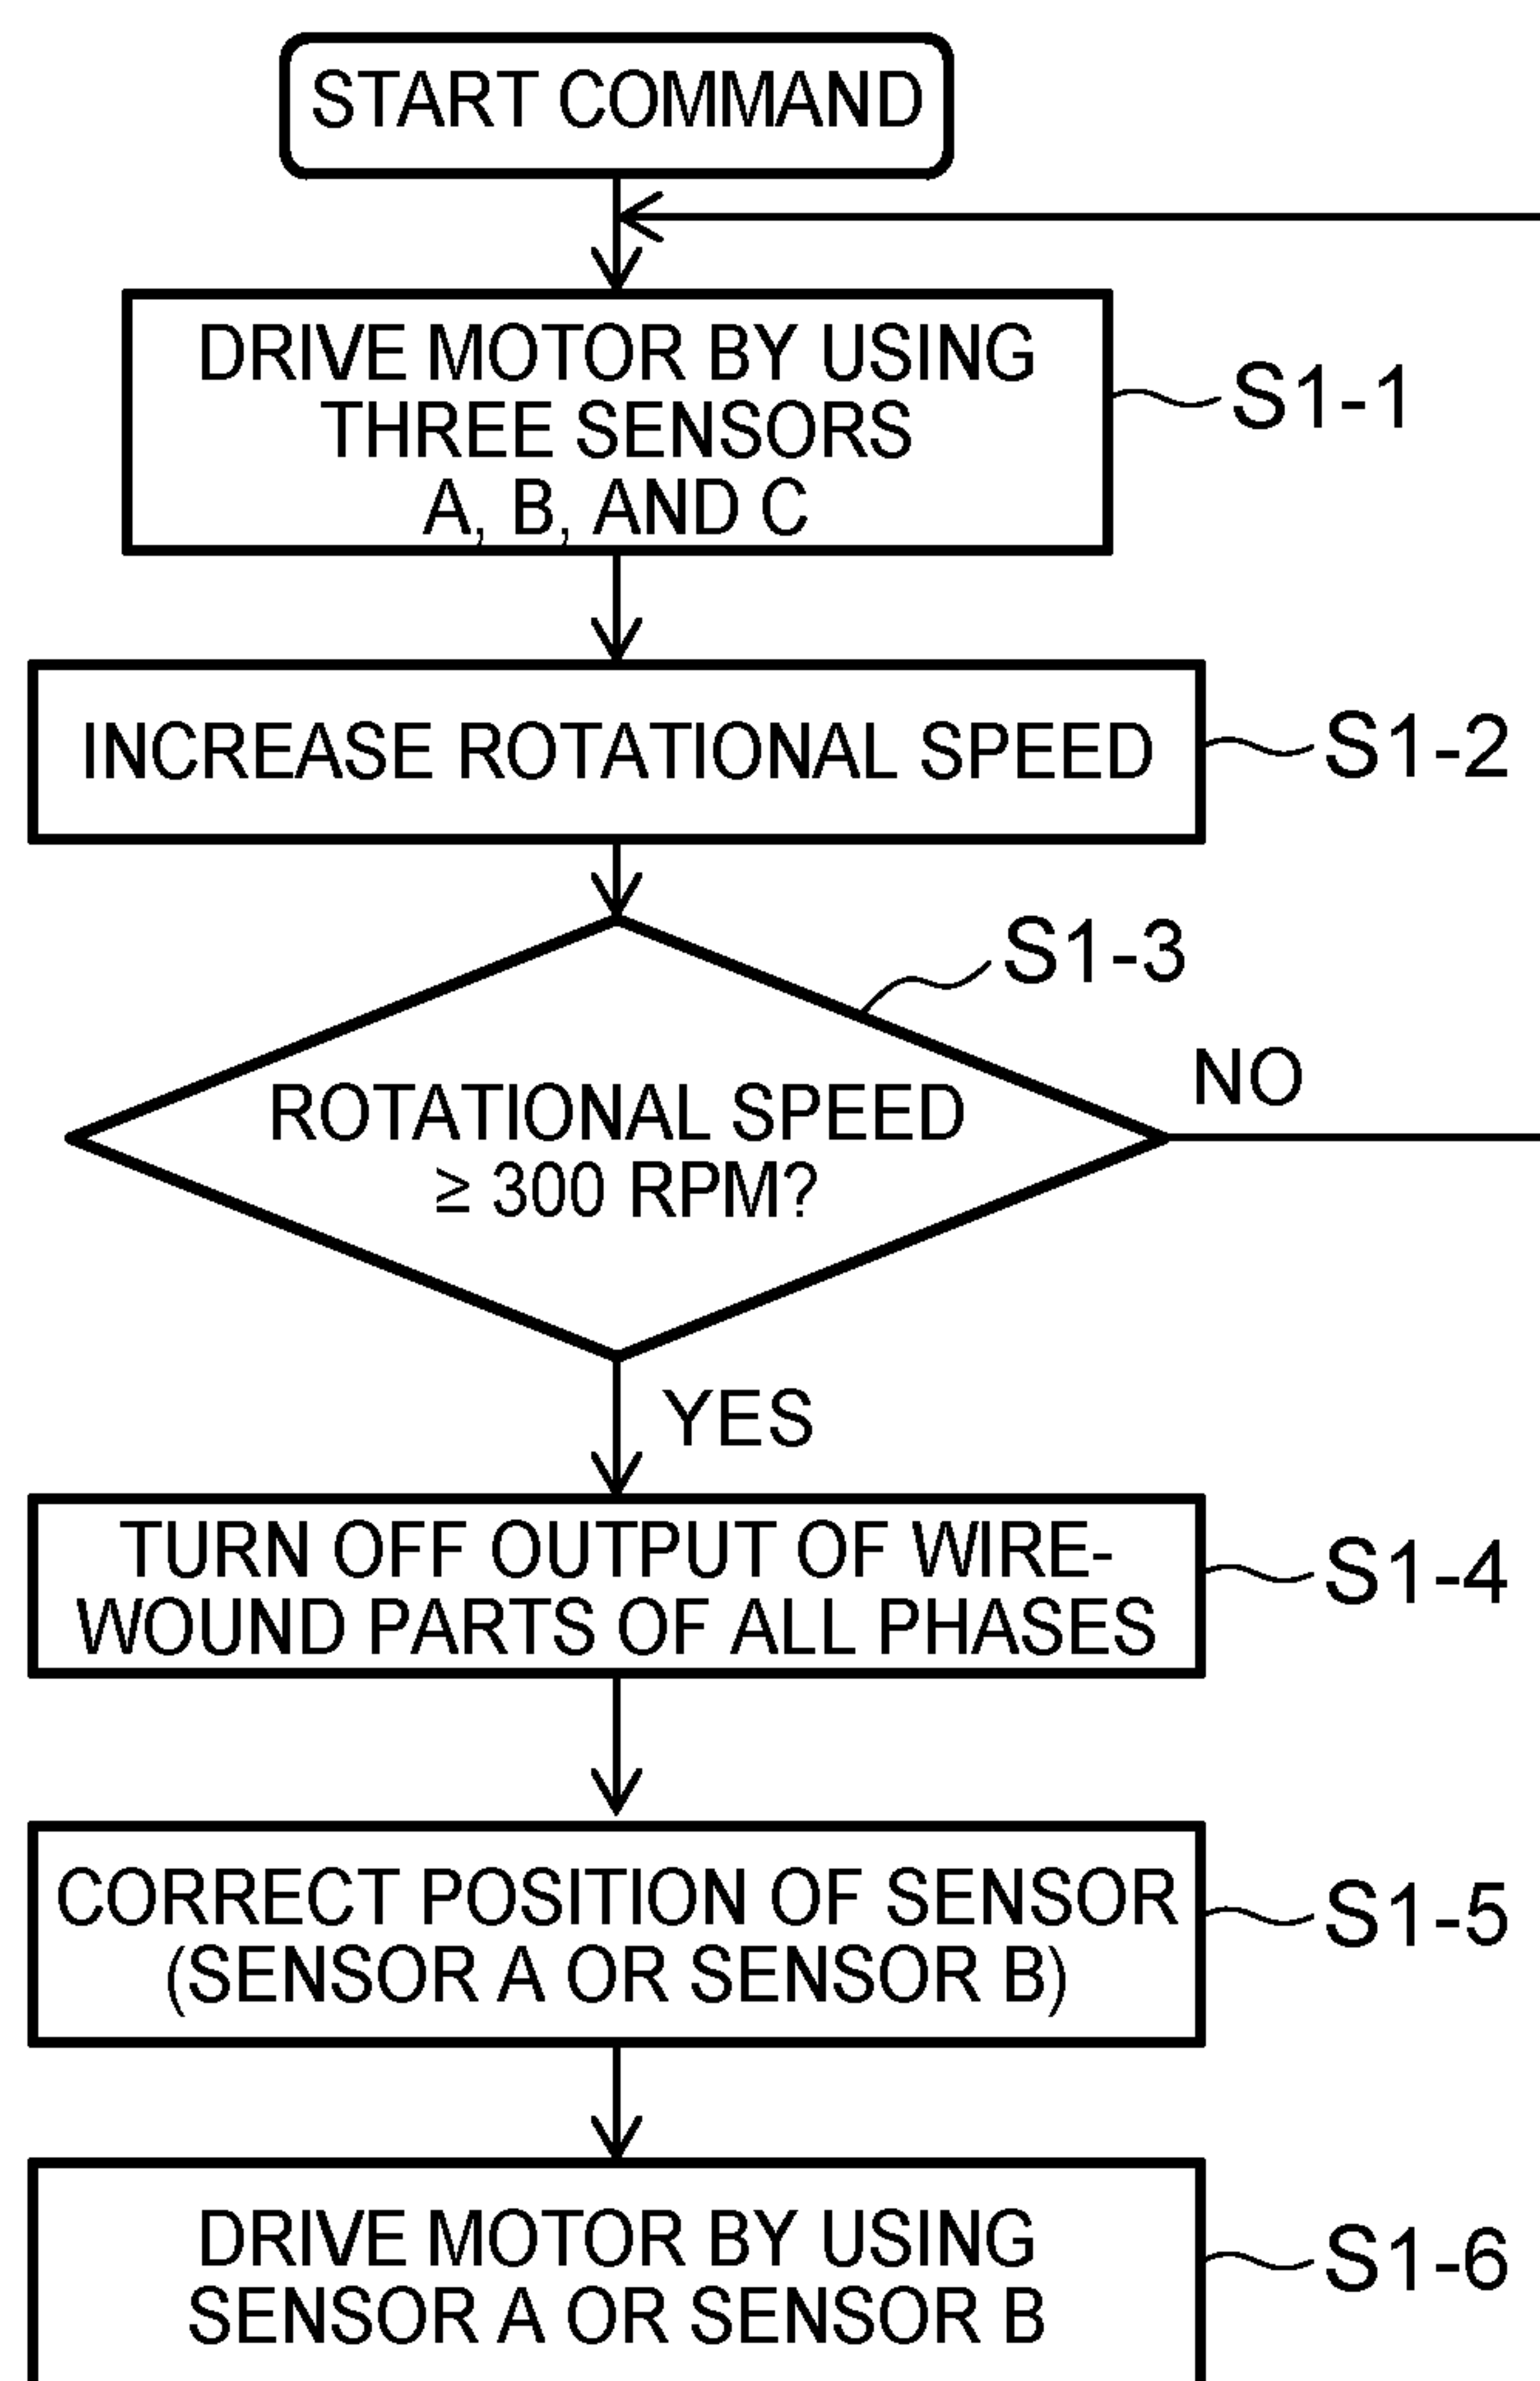 START COMMAND
DRIVE MOTOR BY USING
THREE SENSORS
A, B, AND C
S1-1
INCREASE ROTATIONAL SPEED
S1-2
S1-3
ROTATIONAL SPEED
≥ 300 RPM?
NO
YES
TURN OFF OUTPUT OF WIRE-
WOUND PARTS OF ALL PHASES
S1-4
CORRECT POSITION OF SENSOR
(SENSOR A OR SENSOR B)
S1-5
DRIVE MOTOR BY USING
SENSOR A OR SENSOR B
S1-6